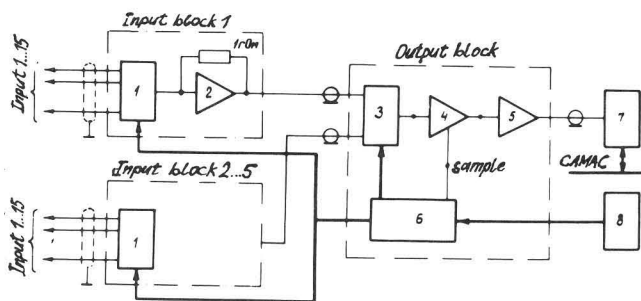 Input block 1
Input 1...15
1ГОм
1
2
Output block
3
4
5
7
CAMAC
sample
6
8
Input block 2...5
Input 1...15
1